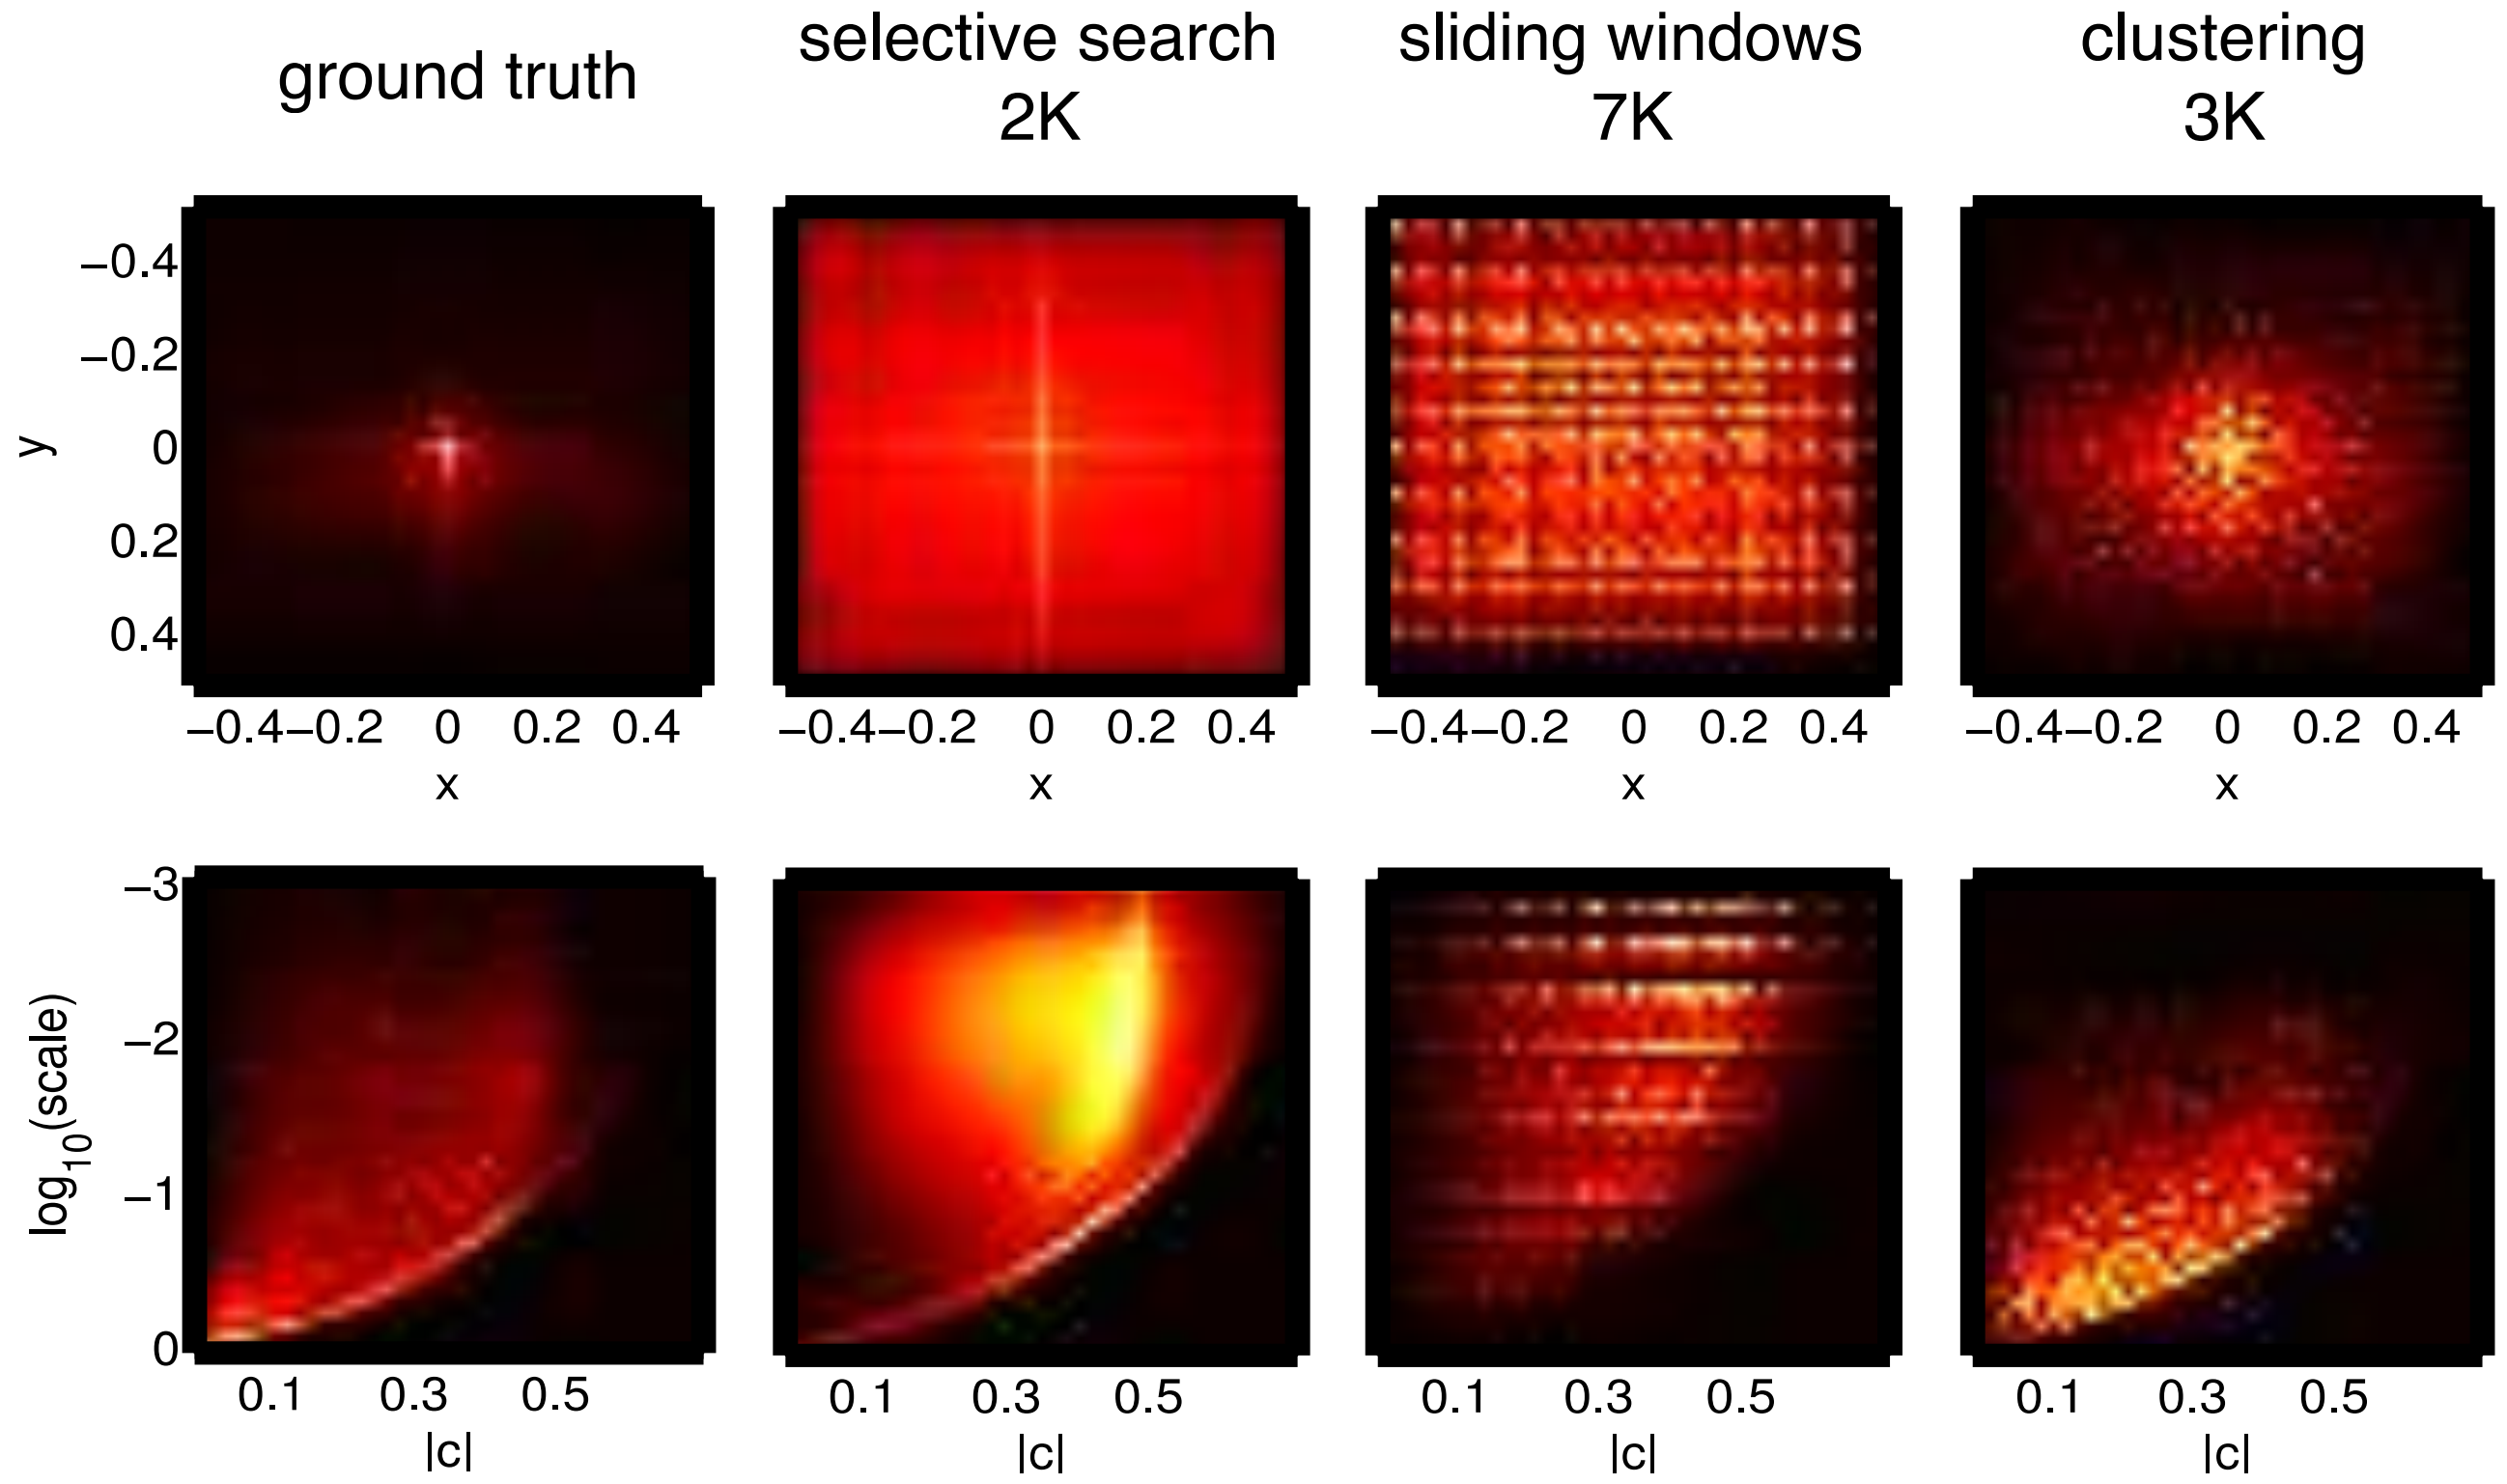 ground truth
selective search
2K
sliding windows
7K
clustering
3K
y
−0.4
−0.2
0
0.2
0.4
−0.4 −0.2 0 0.2 0.4
x
−0.4 −0.2 0 0.2 0.4
x
−0.4 −0.2 0 0.2 0.4
x
−0.4 −0.2 0 0.2 0.4
x
log10(scale)
−3
−2
−1
0
0.1 0.3 0.5
|c|
0.1 0.3 0.5
|c|
0.1 0.3 0.5
|c|
0.1 0.3 0.5
|c|